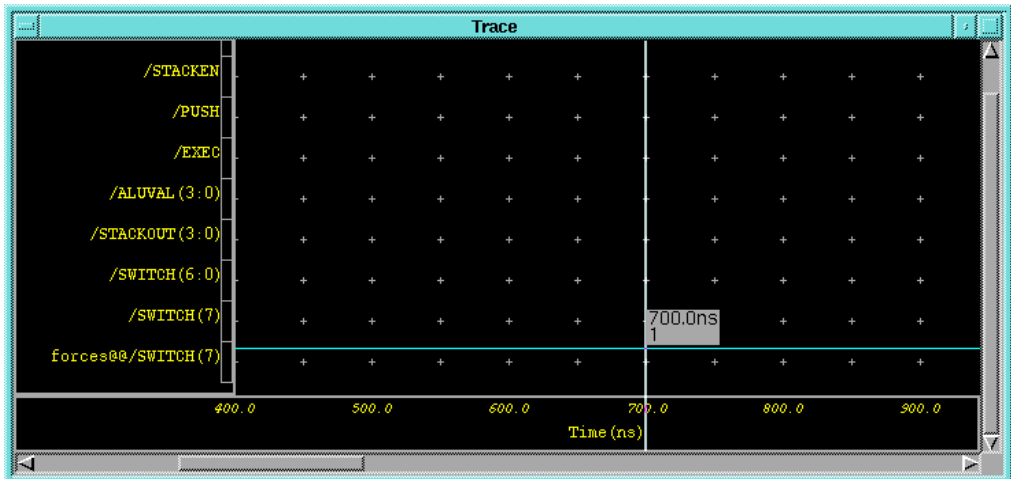 Trace
/STACKEN
/PUSH
/EXEC
/ALUVAL(3:0)
/STACKOUT(3:0)
/SWITCH(6:0)
/SWITCH(7)
700.0ns
1
forces@@/SWITCH(7)
400.0 500.0 600.0 700.0 800.0 900.0
Time(ns)